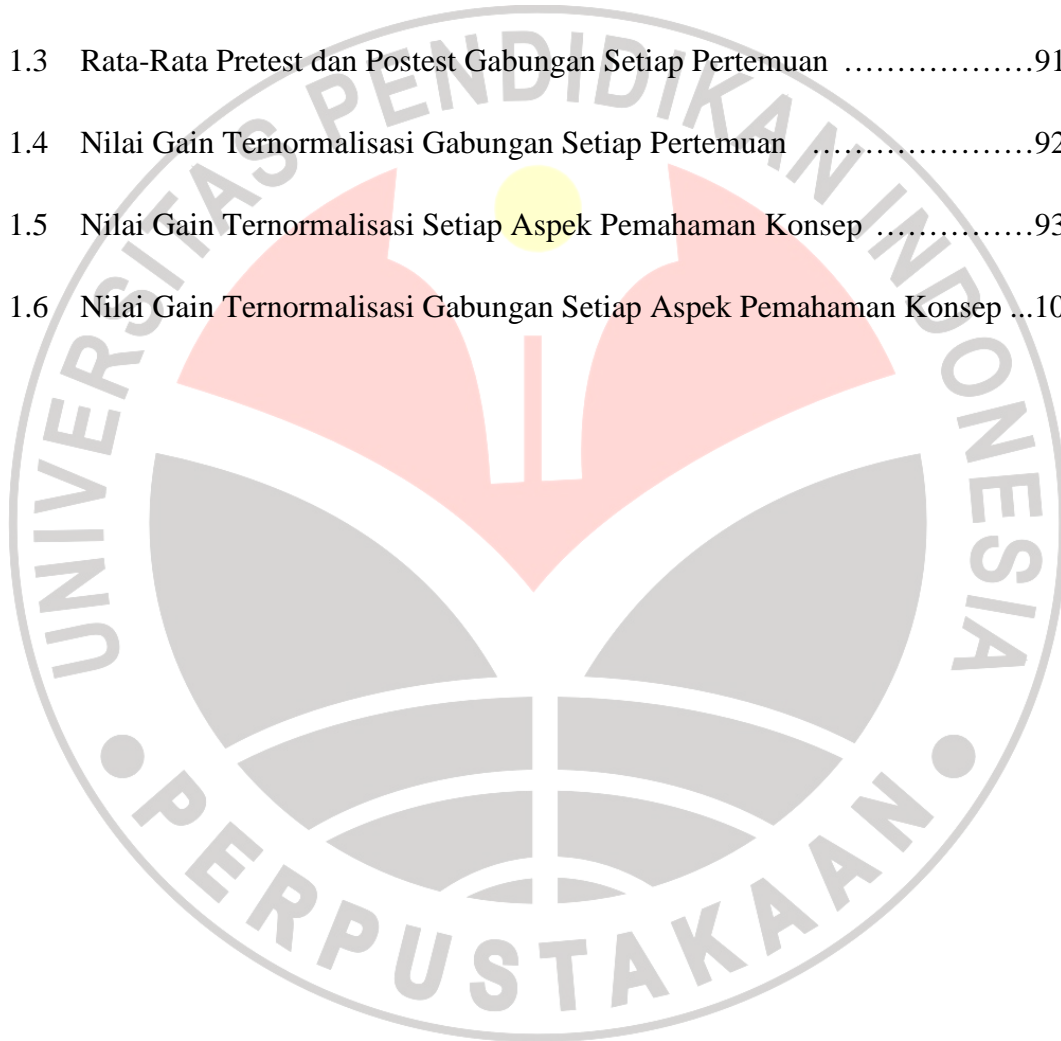 1.3 Rata-Rata Pretest dan Postest Gabungan Setiap Pertemuan ………………91
1.4 Nilai Gain Ternormalisasi Gabungan Setiap Pertemuan …………………92
1.5 Nilai Gain Ternormalisasi Setiap Aspek Pemahaman Konsep ……………93
1.6 Nilai Gain Ternormalisasi Gabungan Setiap Aspek Pemahaman Konsep ...10
UNIVERSITAS PENDIDIKAN INDONESIA
PERPUSTAKAAN